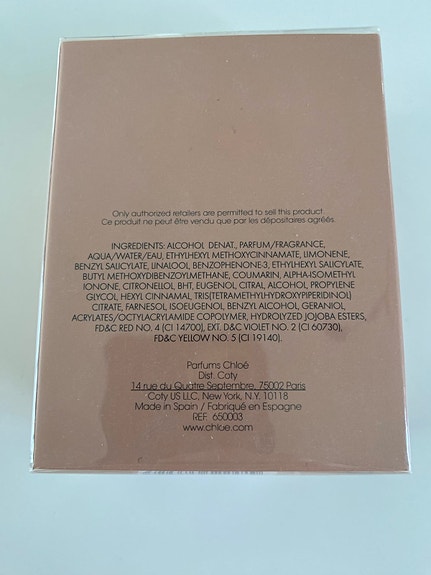 Only authorized retailers are permitted to sell this product.
Ce produit ne peut être vendu que par les dépositaires agréés.
INGREDIENTS: ALCOHOL DENAT., PARFUM/FRAGRANCE,
AQUA/WATER/EAU, ETHYLHEXYL METHOXYCINNAMATE, LIMONENE,
BENZYL SALICYLATE, LINALOOL, BENZOPHENONE-3, ETHYLHEXYL SALICYLATE,
BUTYL METHOXYDIBENZOYLMETHANE, COUMARIN, ALPHA-ISOMETHYL
IONONE, CITRONELLOL, BHT, EUGENOL, CITRAL, ALCOHOL, PROPYLENE
GLYCOL, HEXYL CINNAMAL, TRIS(TETRAMETHYLHYDROXYPIPERIDINOL)
CITRATE, FARNESOL, ISOEUGENOL, BENZYL ALCOHOL, GERANIOL,
ACRYLATES/OCTYLACRYLAMIDE COPOLYMER, HYDROLYZED JOJOBA ESTERS,
FD&C RED NO. 4 (CI 14700), EXT. D&C VIOLET NO. 2 (CI 60730),
FD&C YELLOW NO. 5 (CI 19140).
Parfums Chloé
Dist. Coty
14 rue du Quatre Septembre, 75002 Paris
Coty US LLC, New York, N.Y. 10118
Made in Spain / Fabriqué en Espagne
REF. 650003
www.chloe.com